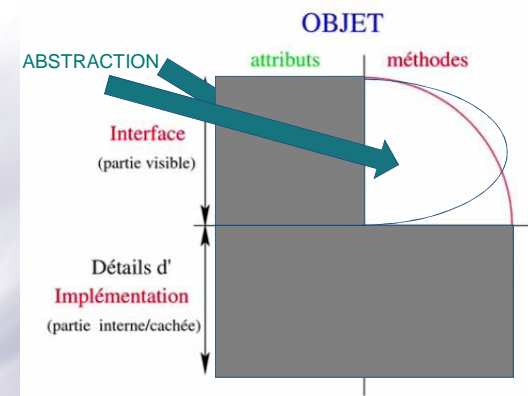 OBJET
ABSTRACTION
attributs
méthodes
Interface
(partie visible)
Détails d'
Implémentation
(partie interne/cachée)